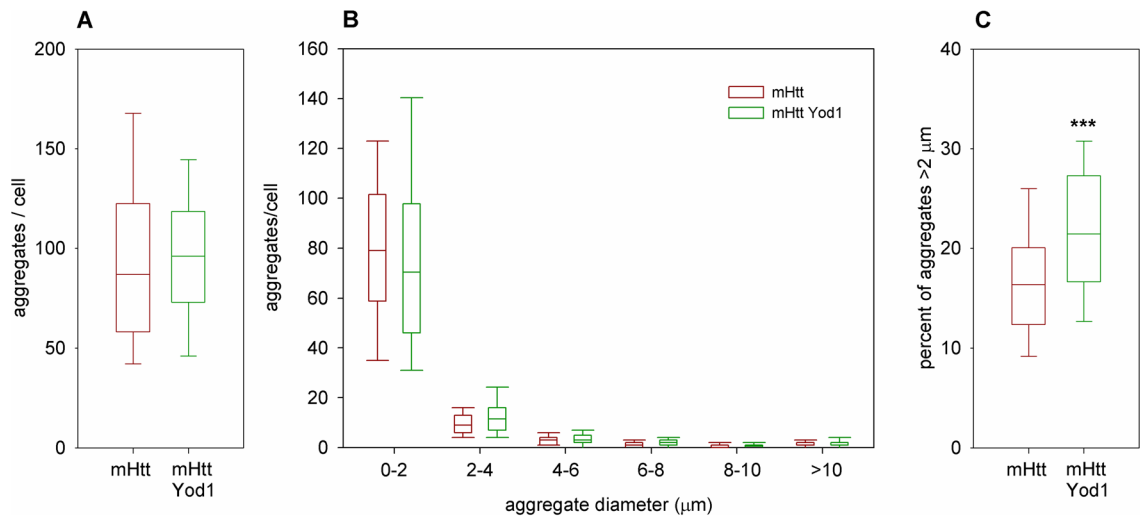 A
aggregates / cell
200
150
100
50
0
mHtt
mHtt
Yod1
B
aggregates/cell
160
140
120
100
80
60
40
20
0
mHtt
mHtt Yod1
0-2
2-4
4-6
6-8
8-10
>10
aggregate diameter (μm)
C
percent of aggregates >2 μm
40
30
20
10
0
***
mHtt
mHtt
Yod1